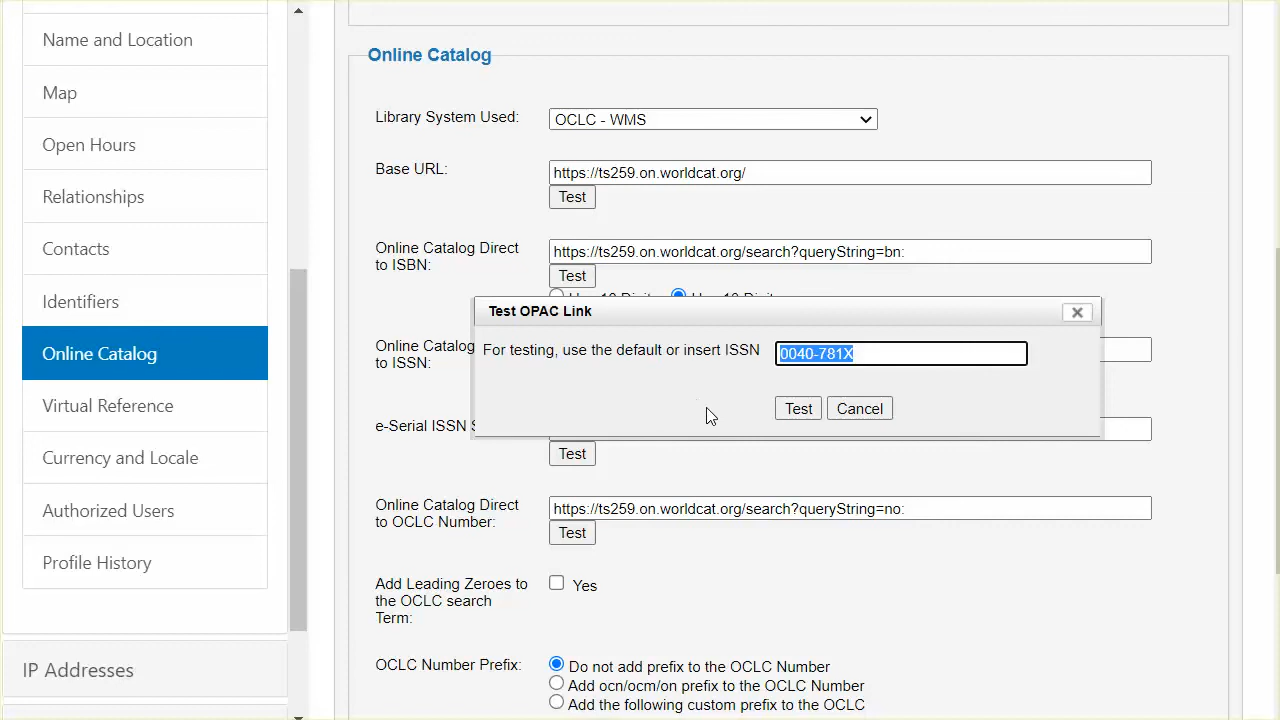 Name and Location
Map
Open Hours
Relationships
Contacts
Identifiers
Online Catalog
Virtual Reference
Currency and Locale
Authorized Users
Profile History
IP Addresses
Online Catalog
Library System Used:
OCLC - WMS
Base URL:
https://ts259.on.worldcat.org/
Test
Online Catalog Direct
to ISBN:
https://ts259.on.worldcat.org/search?queryString=bn:
Test
Test OPAC Link
For testing, use the default or insert ISSN
0040-781X
Test
Cancel
Online Catalog
to ISSN:
e-Serial ISSN
Test
Online Catalog Direct
to OCLC Number:
https://ts259.on.worldcat.org/search?queryString=no:
Test
Add Leading Zeroes to
the OCLC search
Term:
Yes
OCLC Number Prefix:
Do not add prefix to the OCLC Number
Add ocn/ocm/on prefix to the OCLC Number
Add the following custom prefix to the OCLC